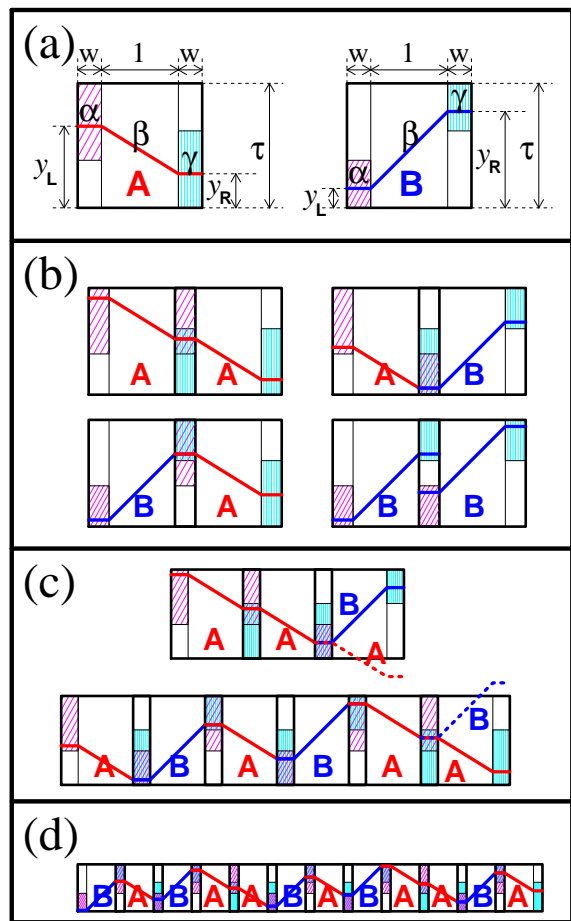 (a)
w 1 w
w 1 w
α β γ τ
y_L A y_R
α β γ τ
y_L B y_R
(b)
A A
A B
B A
B B
(c)
A A B A
A B A B A A B
(d)
B A B A A B A B A A B A